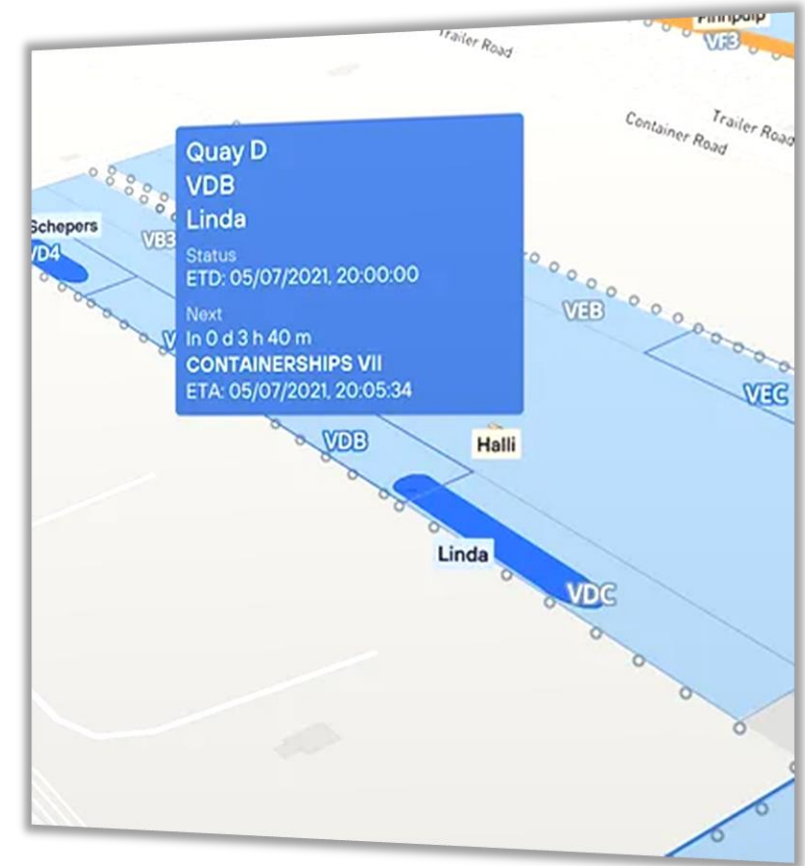 Finnpulp
VF3
Trailer Road
Container Road
Trailer Road
Quay D
VDB
Linda
Status
ETD: 05/07/2021, 20:00:00
Next
In 0 d 3 h 40 m
CONTAINERSHIPS VII
ETA: 05/07/2021, 20:05:34
Schepers
VD4
VB3
VEB
VEC
VDB
Halli
Linda
VDC